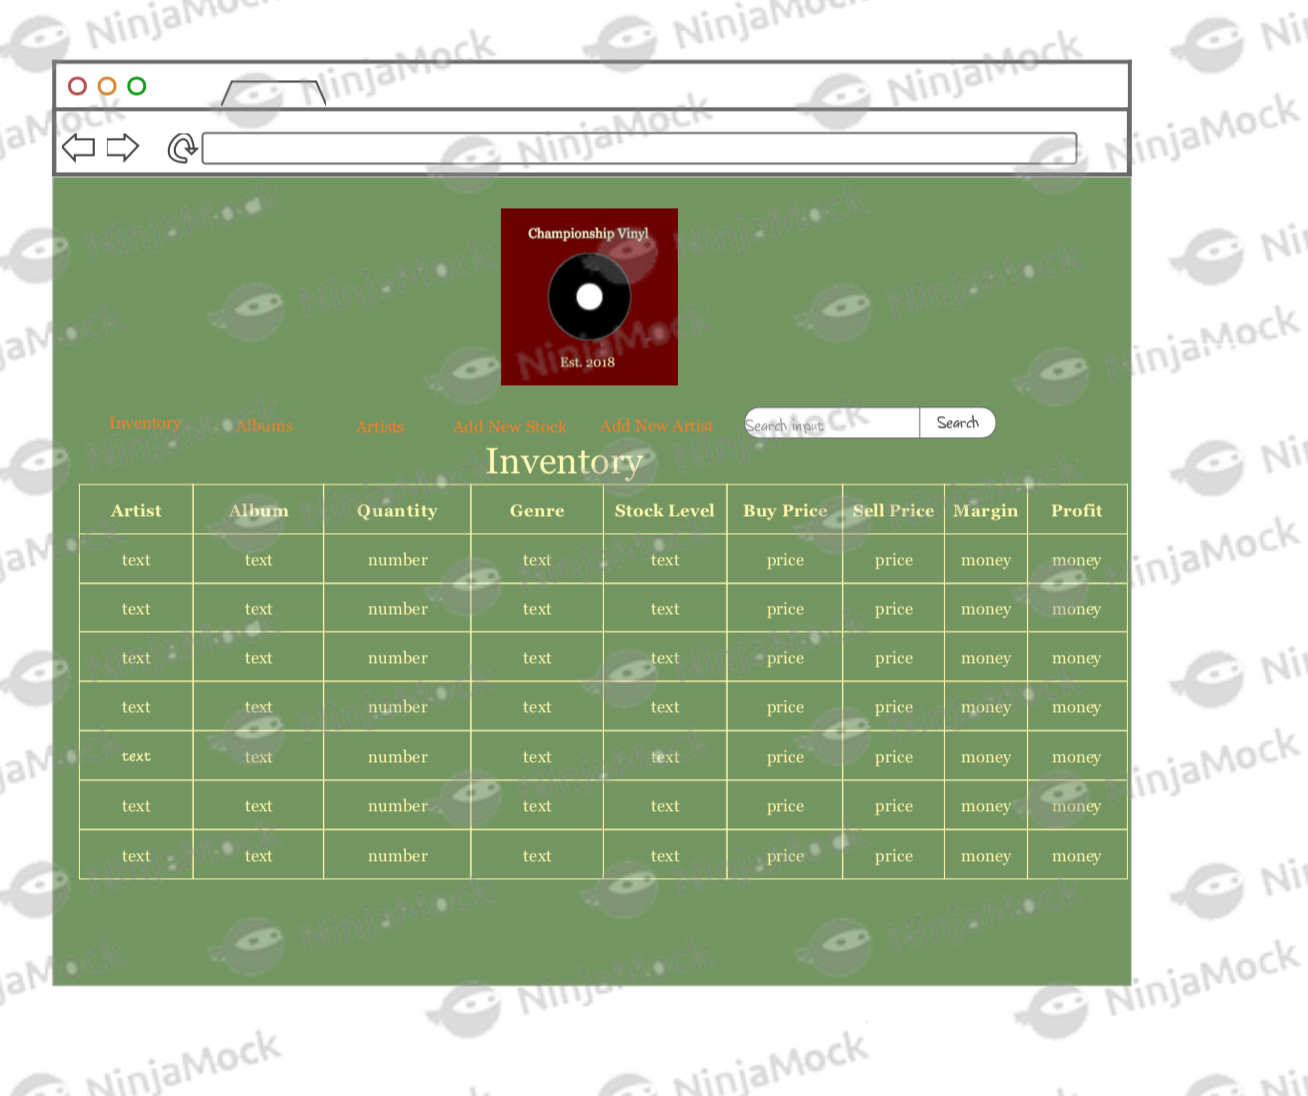 Championship Vinyl
Est. 2018
Inventory Albums Artists Add New Stock Add New Artist Search input Search
Inventory
Artist Album Quantity Genre Stock Level Buy Price Sell Price Margin Profit
text text number text text price price money money
text text number text text price price money money
text text number text text price price money money
text text number text text price price money money
text text number text text price price money money
text text number text text price price money money
text text number text text price price money money
NinjaMock